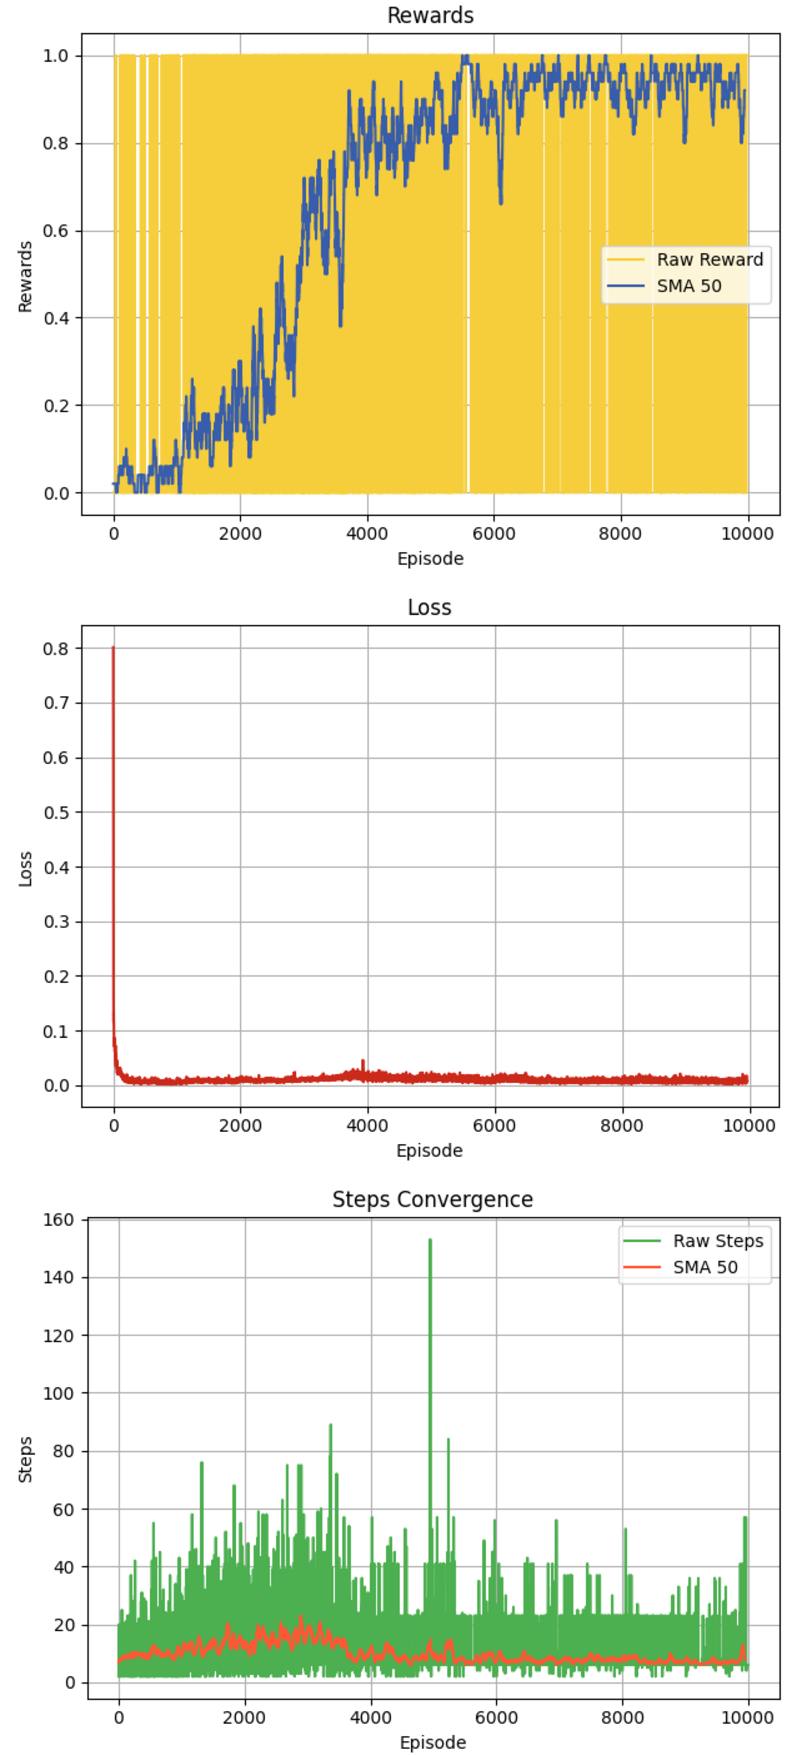 Rewards
1.0
0.8
0.6
0.4
0.2
0.0
Rewards
Raw Reward
SMA 50
0 2000 4000 6000 8000 10000
Episode
Loss
0.8
0.7
0.6
0.5
0.4
0.3
0.2
0.1
0.0
Loss
0 2000 4000 6000 8000 10000
Episode
Steps Convergence
160
140
120
100
80
60
40
20
0
Steps
Raw Steps
SMA 50
0 2000 4000 6000 8000 10000
Episode